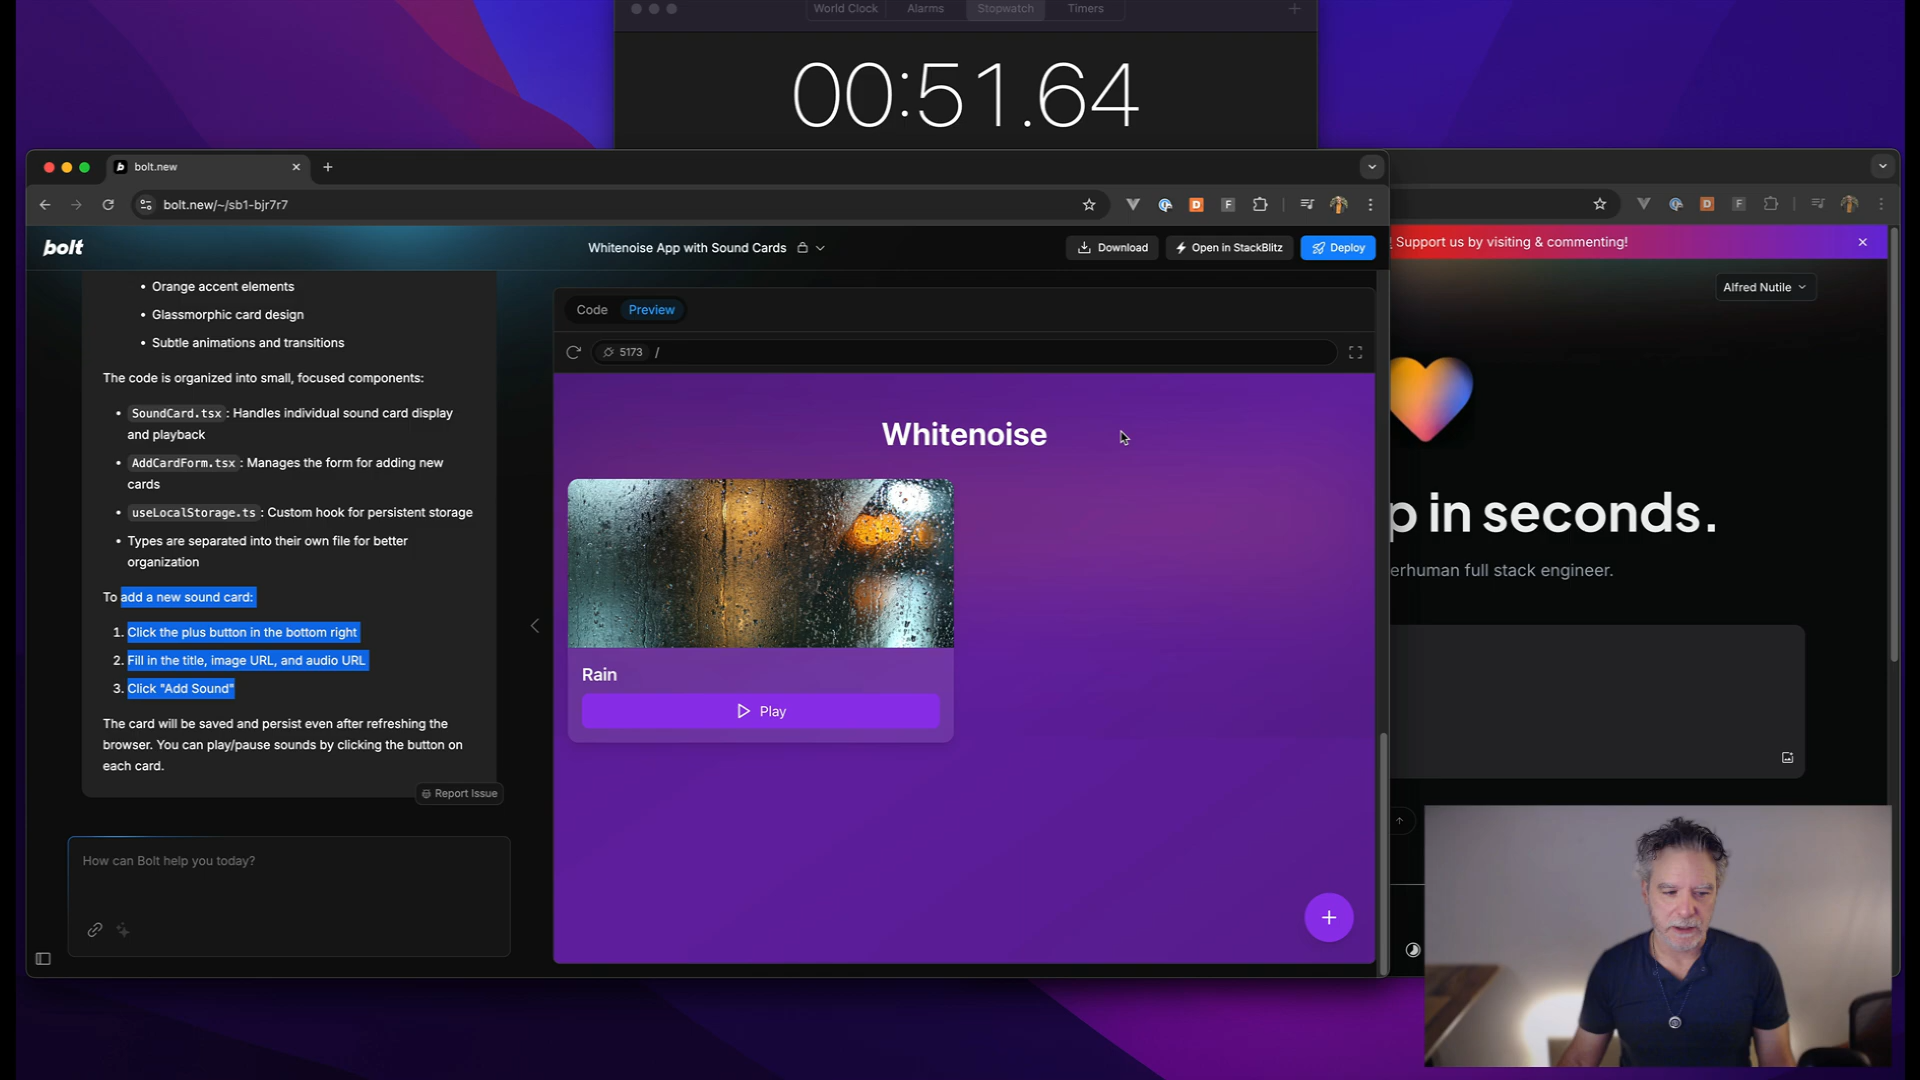 World Clock
Alarms
Stopwatch
Timers
00:51.64
bolt.new
bolt.new/~/sb1-bjr7r7
bolt
Whitenoise App with Sound Cards
Download
Open in StackBlitz
Deploy
Support us by visiting & commenting!
Alfred Nutile
• Orange accent elements
• Glassmorphic card design
• Subtle animations and transitions
The code is organized into small, focused components:
• SoundCard.tsx: Handles individual sound card display
and playback
• AddCardForm.tsx: Manages the form for adding new
cards
• useLocalStorage.ts: Custom hook for persistent storage
• Types are separated into their own file for better
organization
To add a new sound card:
1. Click the plus button in the bottom right
2. Fill in the title, image URL, and audio URL
3. Click "Add Sound"
The card will be saved and persist even after refreshing the
browser. You can play/pause sounds by clicking the button on
each card.
Report Issue
How can Bolt help you today?
Code
Preview
5173 /
Whitenoise
Rain
Play
+
p in seconds.
erhuman full stack engineer.